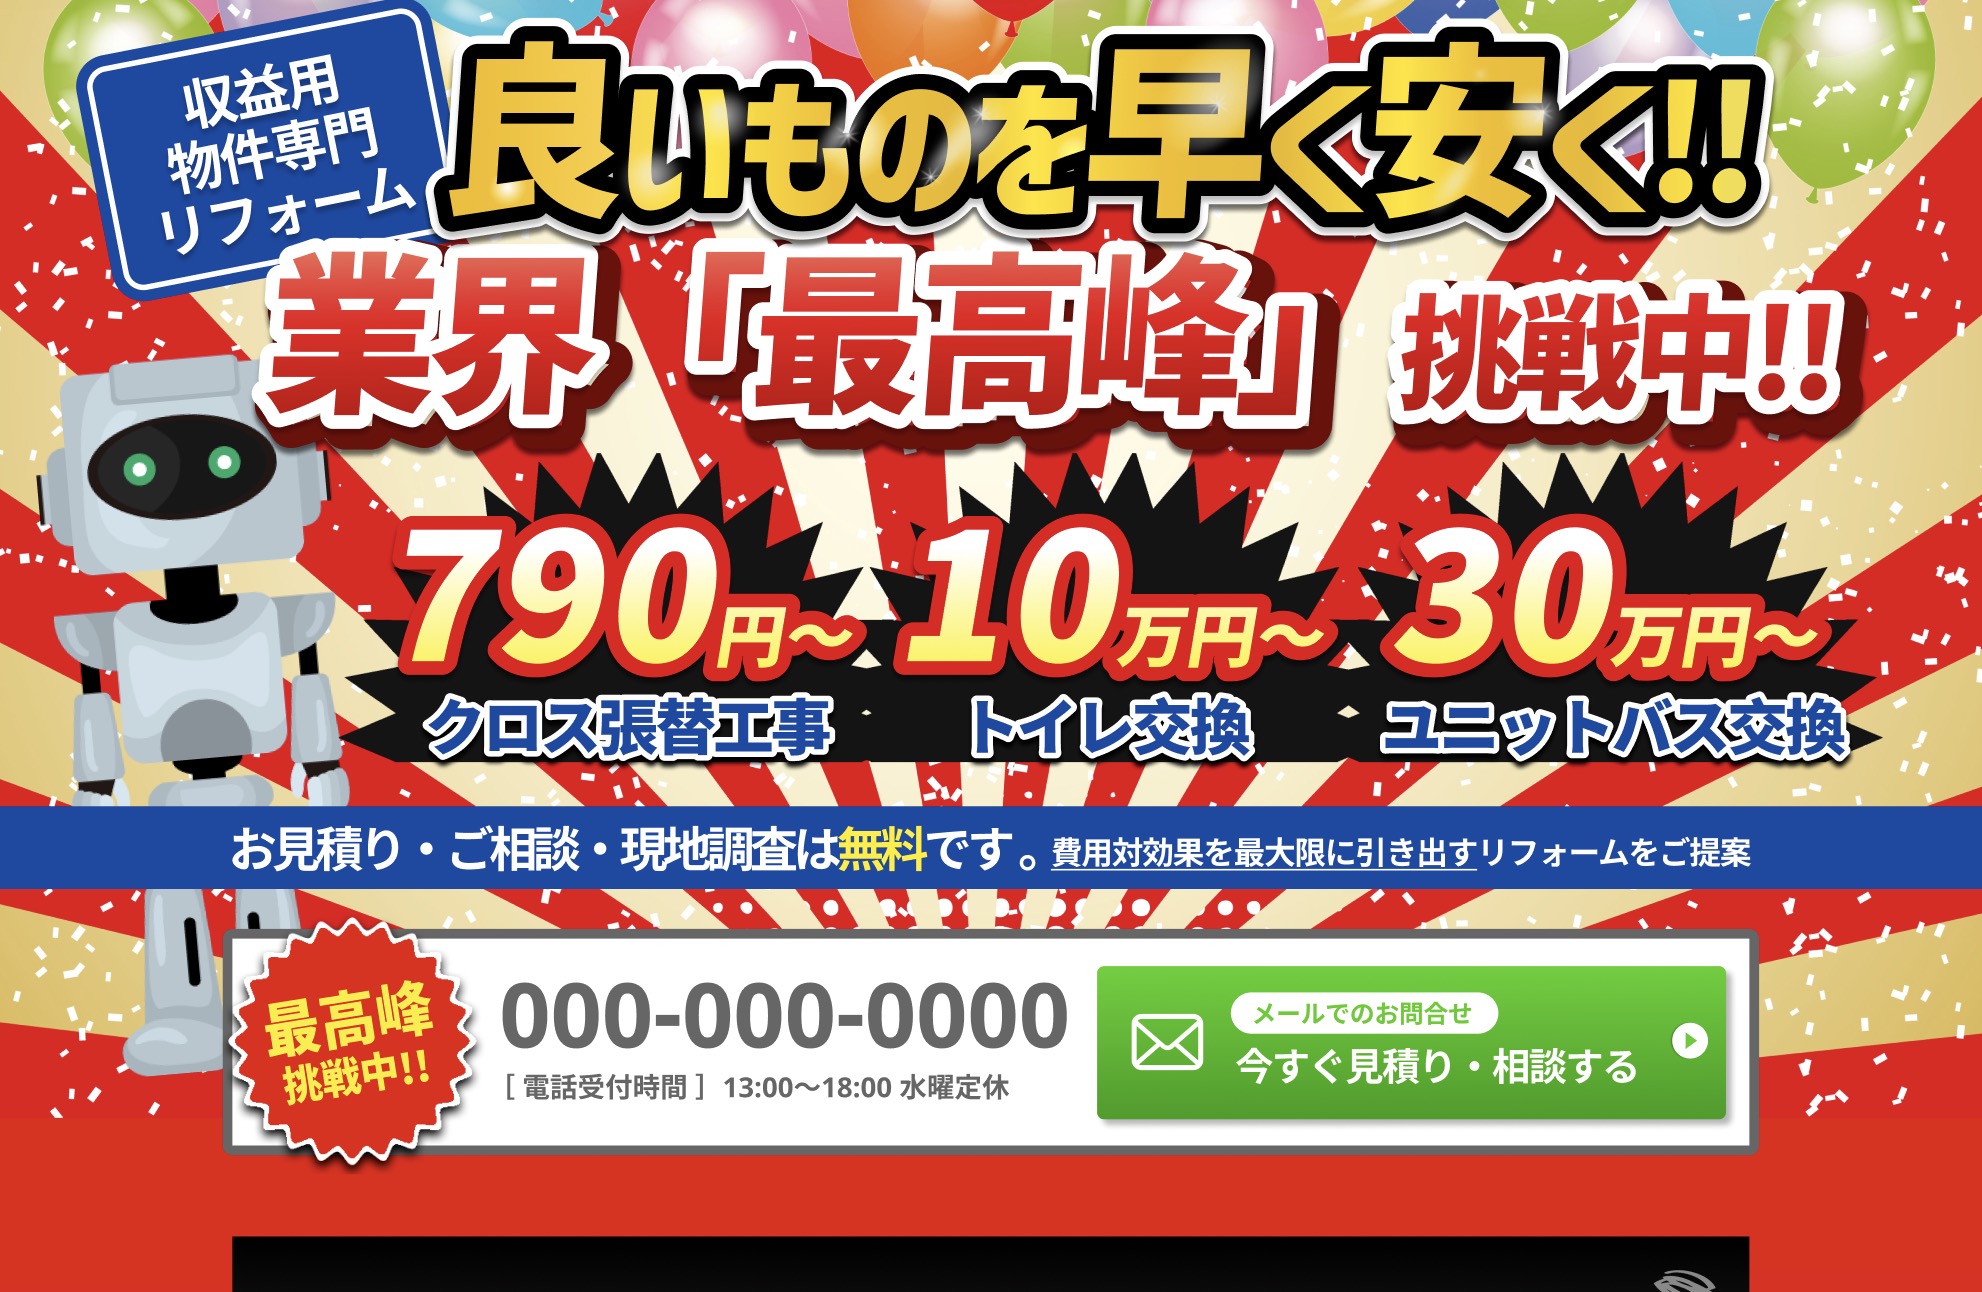 収益用
物件専門
リフォーム
良いものを早く安く!!
業界「最高峰」挑戦中!!
790円〜
クロス張替工事
10万円〜
トイレ交換
30万円〜
ユニットバス交換
お見積り・ご相談・現地調査は無料です。費用対効果を最大限に引き出すリフォームをご提案
最高峰
挑戦中!!
000-000-0000
［電話受付時間］13:00〜18:00 水曜定休
メールでのお問合せ
今すぐ見積り・相談する